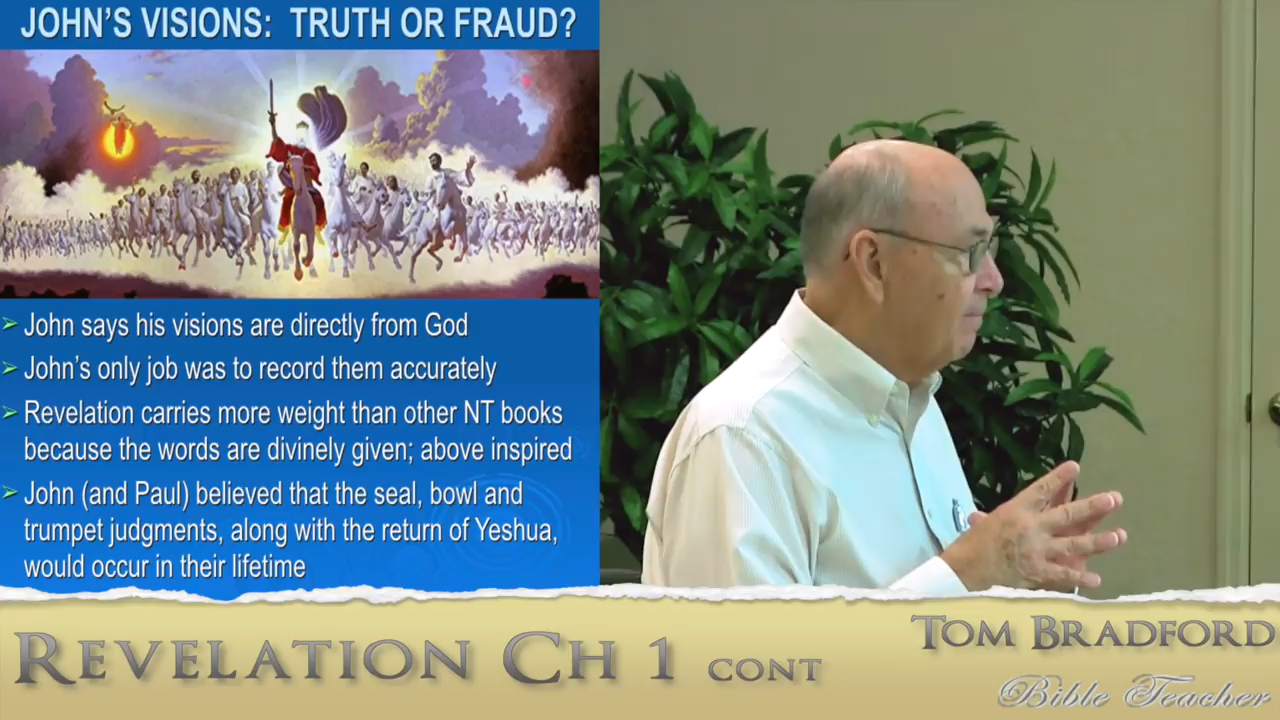 JOHN'S VISIONS: TRUTH OR FRAUD?
➢ John says his visions are directly from God
➢ John's only job was to record them accurately
➢ Revelation carries more weight than other NT books
because the words are divinely given; above inspired
➢ John (and Paul) believed that the seal, bowl and
trumpet judgments, along with the return of Yeshua,
would occur in their lifetime
REVELATION CH 1 CONT
TOM BRADFORD
Bible Teacher